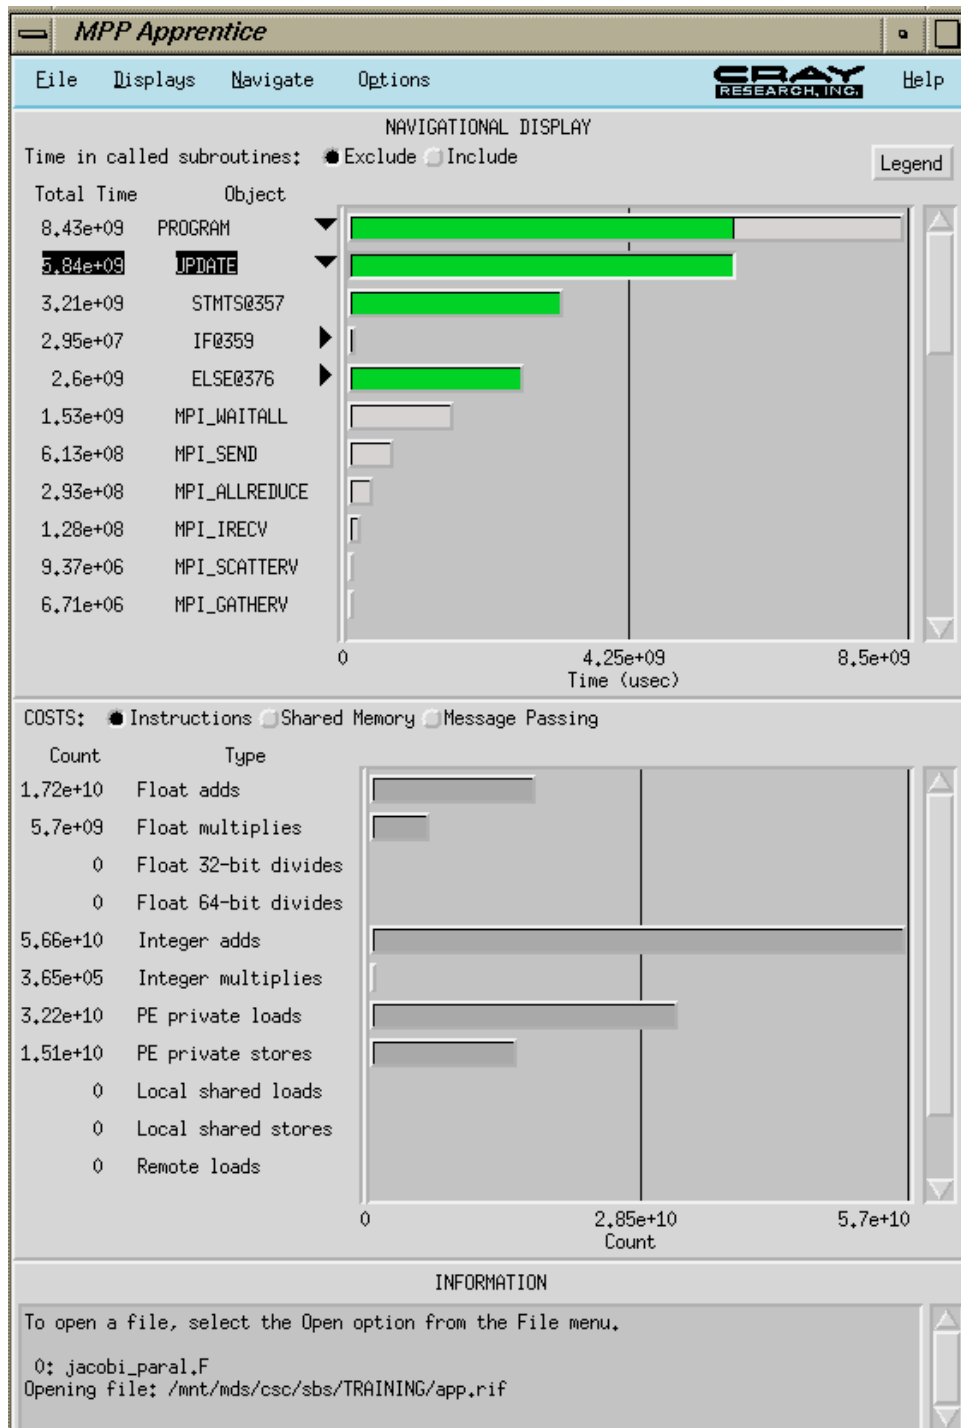 MPP Apprentice
File Displays Navigate Options CRAY RESEARCH, INC. Help
NAVIGATIONAL DISPLAY
Time in called subroutines: Exclude Include
Legend
Total Time Object
8.43e+09 PROGRAM
5.84e+09 UPDATE
3.21e+09 STMTS@357
2.95e+07 IF@359
2.6e+09 ELSE@376
1.53e+09 MPI_WAITALL
6.13e+08 MPI_SEND
2.93e+08 MPI_ALLREDUCE
1.28e+08 MPI_IRECV
9.37e+06 MPI_SCATTERV
6.71e+06 MPI_GATHERV
0 4.25e+09 8.5e+09
Time (usec)
COSTS: Instructions Shared Memory Message Passing
Count Type
1.72e+10 Float adds
5.7e+09 Float multiplies
0 Float 32-bit divides
0 Float 64-bit divides
5.66e+10 Integer adds
3.65e+05 Integer multiplies
3.22e+10 PE private loads
1.51e+10 PE private stores
0 Local shared loads
0 Local shared stores
0 Remote loads
0 2.85e+10 5.7e+10
Count
INFORMATION
To open a file, select the Open option from the File menu.
0: jacobi_paral.F
Opening file: /mnt/mds/csc/sbs/TRAINING/app.rif